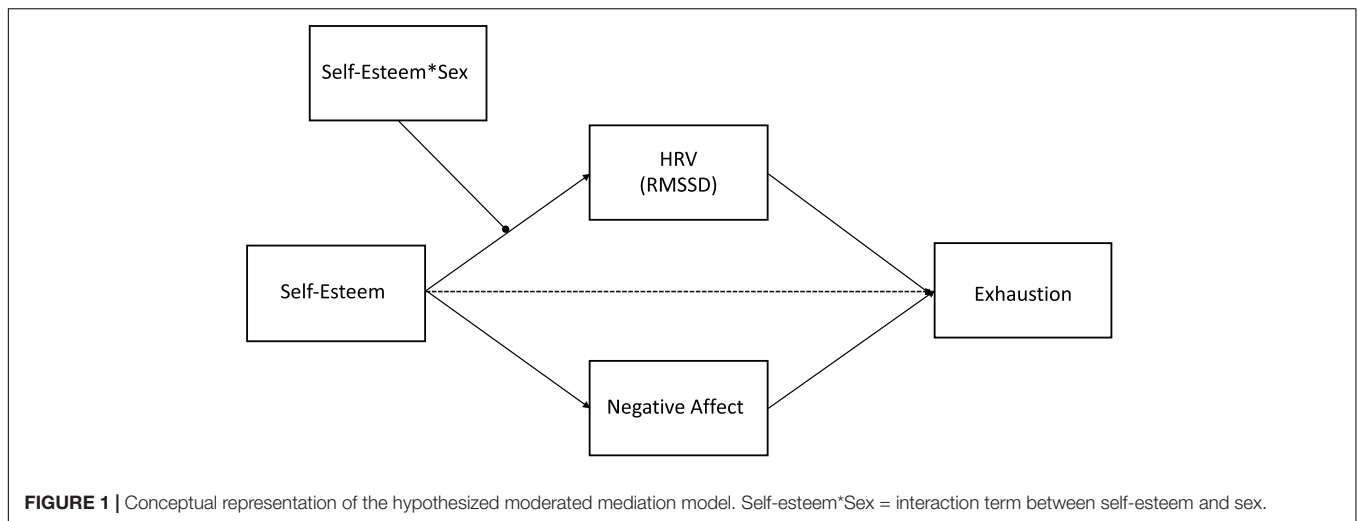 Self-Esteem*Sex
HRV
(RMSSD)
Self-Esteem
Exhaustion
Negative Affect
FIGURE 1 | Conceptual representation of the hypothesized moderated mediation model. Self-esteem*Sex = interaction term between self-esteem and sex.